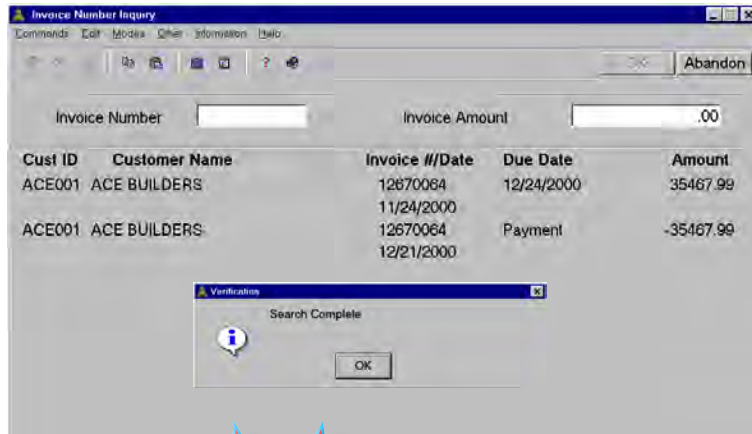 Invoice Number Inquiry
Commands Edit Modes Other Information Help
Abandon
Invoice Number Invoice Amount .00
Cust ID Customer Name Invoice #/Date Due Date Amount
ACE001 ACE BUILDERS 12670064 12/24/2000 35467.99
11/24/2000
ACE001 ACE BUILDERS 12670064 Payment -35467.99
12/21/2000
Verification
Search Complete
OK